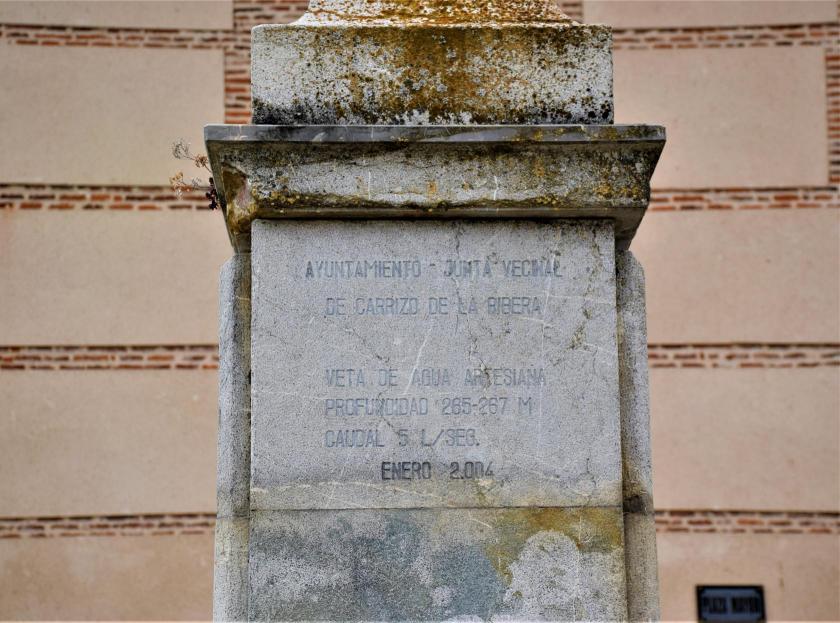 AYUNTAMIENTO - JUNTA VECINAL
DE CARRIZO DE LA RIBERA
VETA DE AGUA ARTESIANA
PROFUNDIDAD 265-267 M
CAUDAL 5 L/SEG.
ENERO 2.004
PLAZA MAYOR